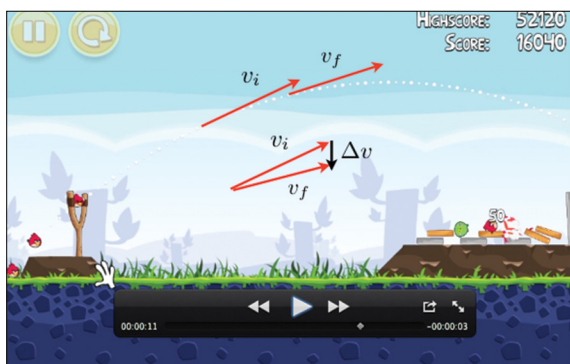 HIGHSCORE: 52120
SCORE: 16040
v_i
v_f
v_i
Δv
v_f
50
00:00:11
-00:00:03